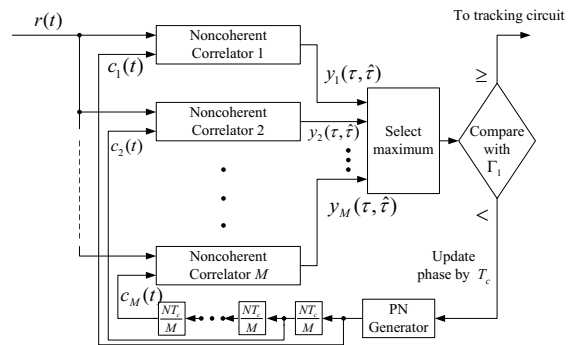 To tracking circuit
r(t)
Noncoherent
Correlator 1
c₁(t)
y₁(τ, τ̂)
≥
Noncoherent
Correlator 2
c₂(t)
y₂(τ, τ̂)
Select
maximum
Compare
with
Γ₁
y_M(τ, τ̂)
<
Noncoherent
Correlator M
Update
phase by T_c
c_M(t)
NT_c/M
NT_c/M
NT_c/M
PN
Generator